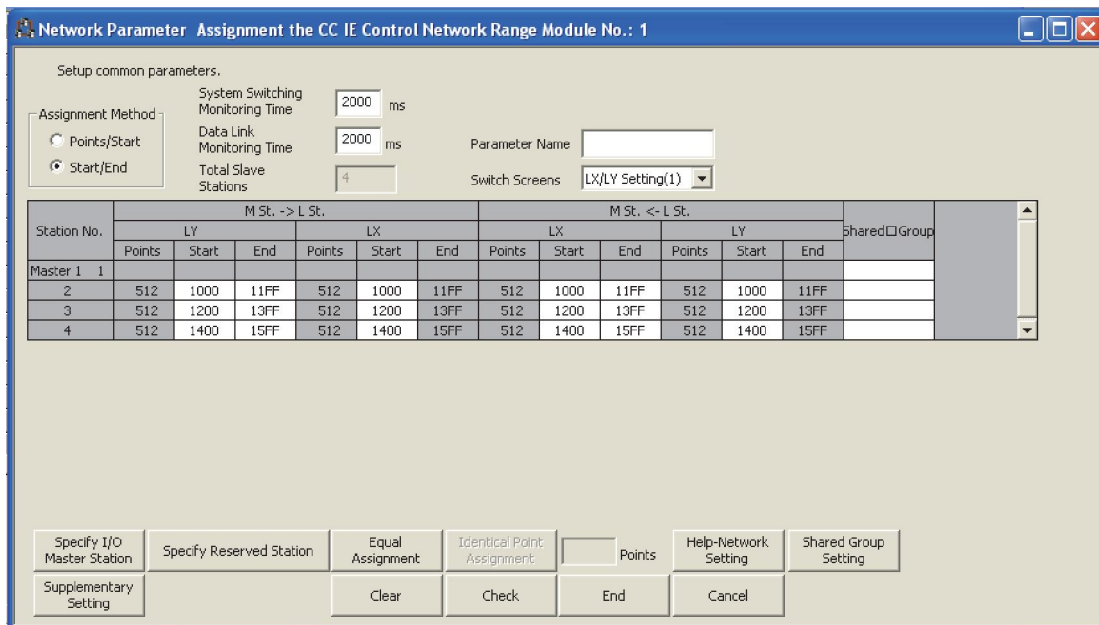 Network Parameter Assignment the CC IE Control Network Range Module No.: 1
Setup common parameters.
Assignment Method
Points/Start
Start/End
System Switching
Monitoring Time
2000 ms
Data Link
Monitoring Time
2000 ms
Total Slave
Stations
4
Parameter Name
Switch Screens LX/LY Setting(1)
Station No. M St. -> L St. M St. <- L St. Shared□Group
LY LX LX LY
Points Start End Points Start End Points Start End Points Start End
Master 1 1
2 512 1000 11FF 512 1000 11FF 512 1000 11FF 512 1000 11FF
3 512 1200 13FF 512 1200 13FF 512 1200 13FF 512 1200 13FF
4 512 1400 15FF 512 1400 15FF 512 1400 15FF 512 1400 15FF
Specify I/O
Master Station
Specify Reserved Station
Equal
Assignment
Identical Point
Assignment
Points
Help-Network
Setting
Shared Group
Setting
Supplementary
Setting
Clear
Check
End
Cancel